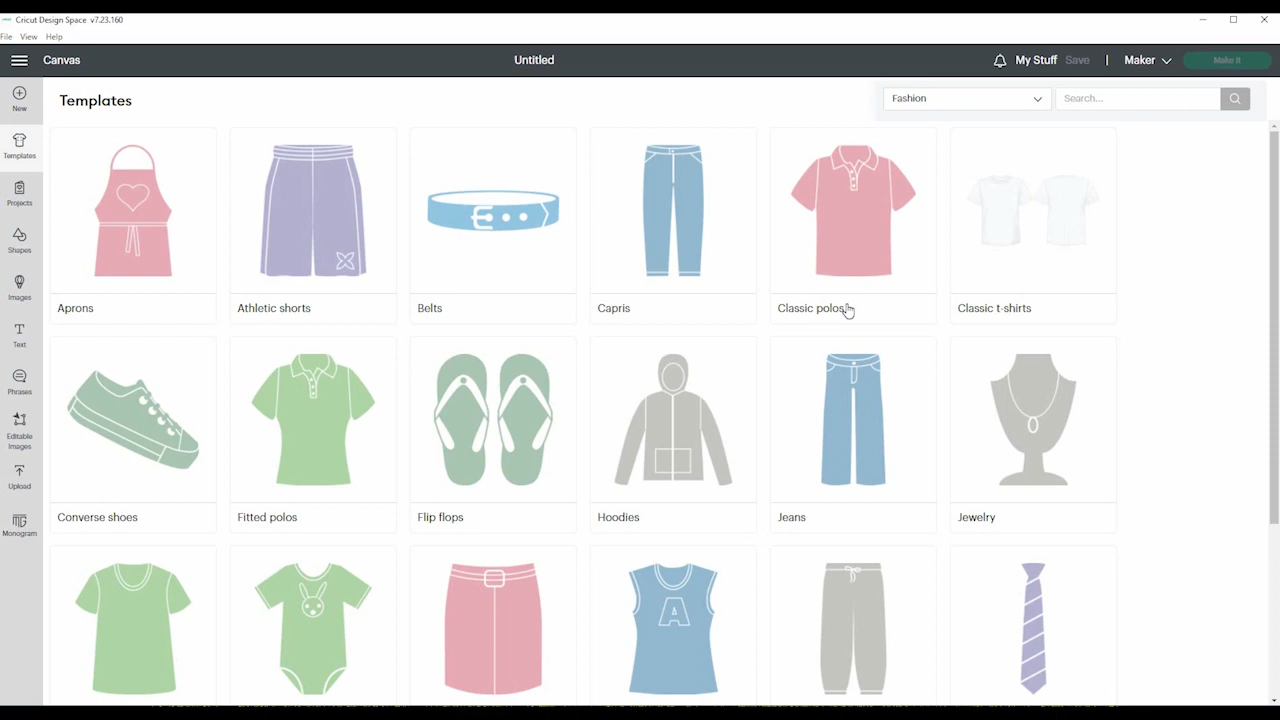 Cricut Design Space v7.23.160
File View Help
Canvas
Untitled
My Stuff Save | Maker Make It
New
Templates
Projects
Shapes
Images
Text
Phrases
Editable
Images
Upload
Monogram
Templates
Fashion
Search...
Aprons
Athletic shorts
Belts
Capris
Classic polos
Classic t-shirts
Converse shoes
Fitted polos
Flip flops
Hoodies
Jeans
Jewelry
A